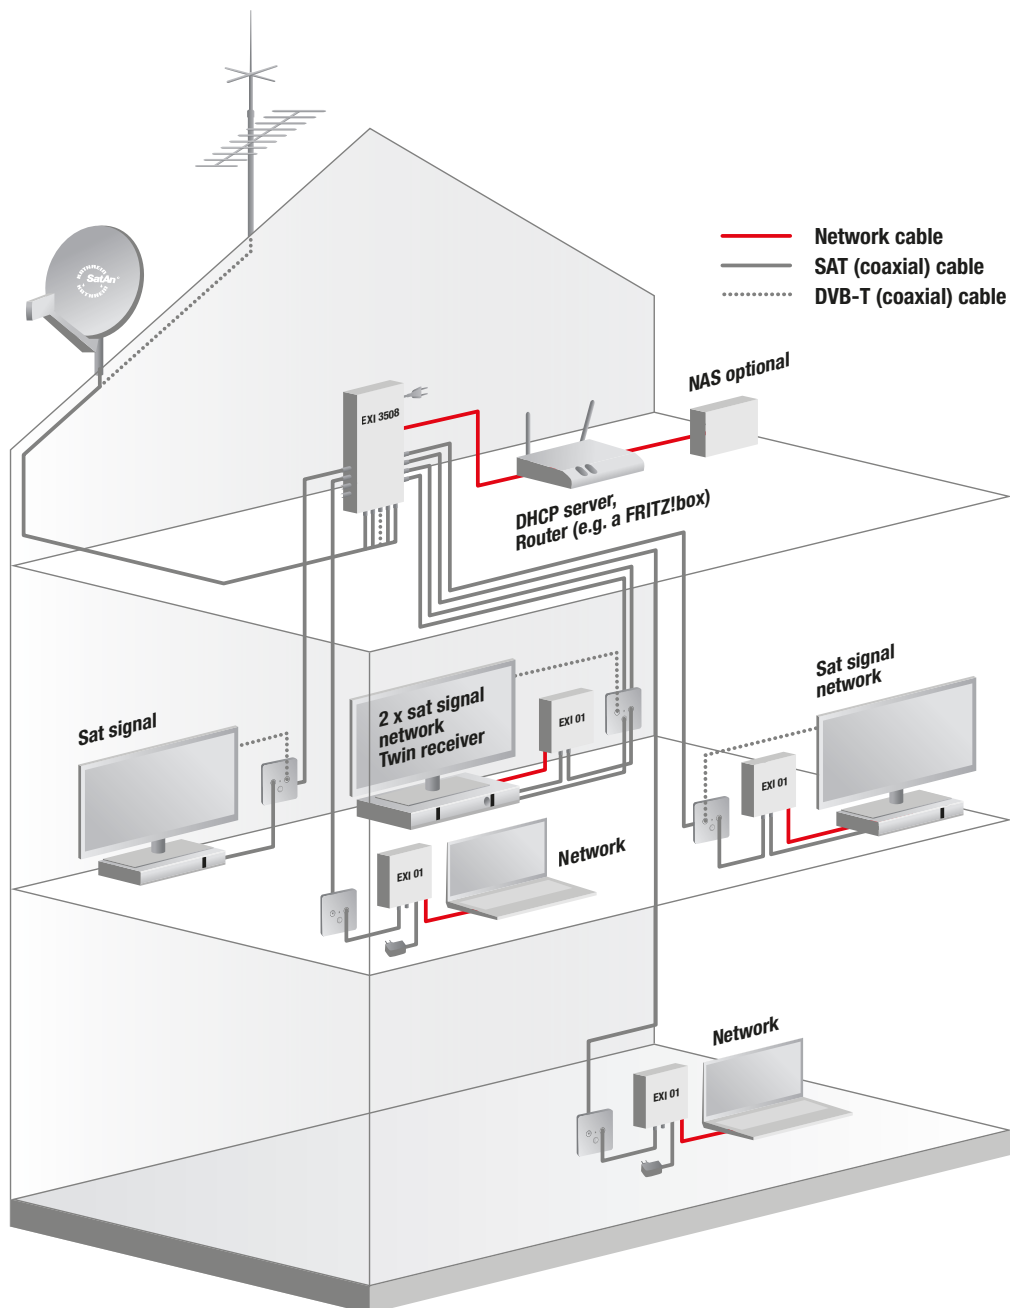 Network cable
SAT (coaxial) cable
DVB-T (coaxial) cable
SatAn
NAS optional
EXI 3508
DHCP server,
Router (e.g. a FRITZ!box)
Sat signal
network
2 x sat signal
network
Twin receiver
EXI 01
Sat signal
EXI 01
Network
EXI 01
Network
EXI 01